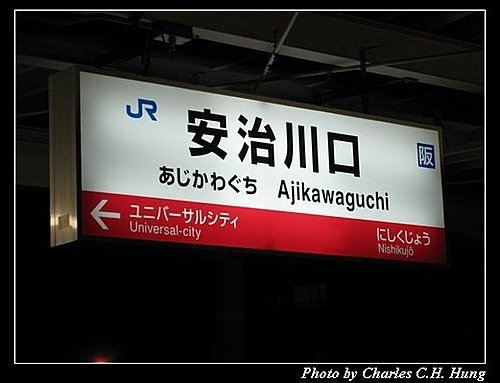 JR
安治川口
阪
あじかわぐち Ajikawaguchi
ユニバーサルシティ
Universal-city
にしくじょう
Nishikujō
Photo by Charles C.H. Hung